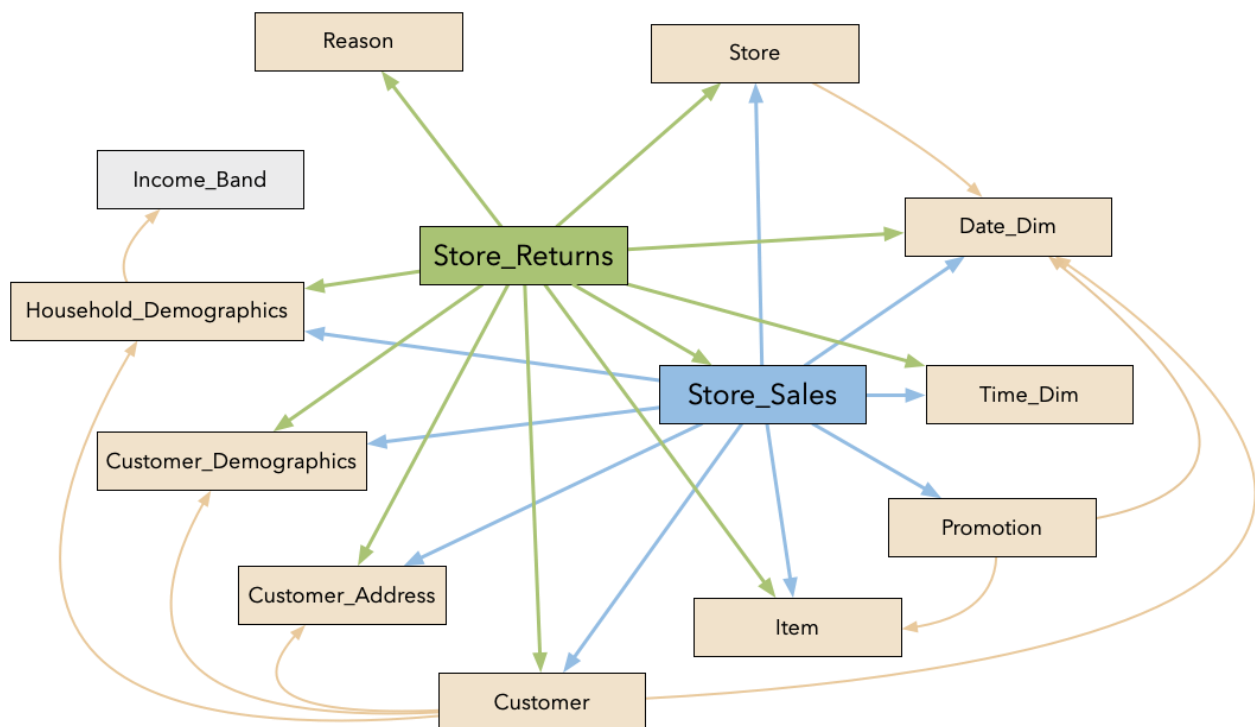 Reason
Store
Income_Band
Date_Dim
Store_Returns
Household_Demographics
Store_Sales
Time_Dim
Customer_Demographics
Promotion
Customer_Address
Item
Customer